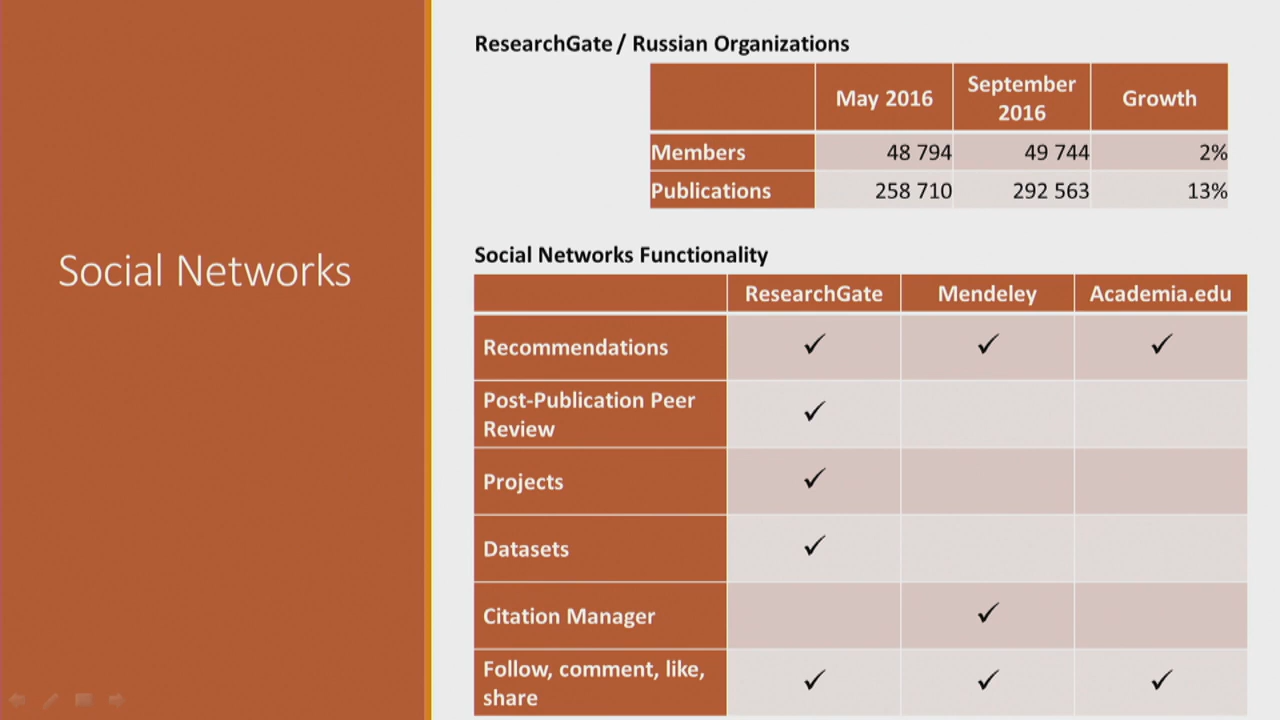 Social Networks
ResearchGate / Russian Organizations
May 2016 September 2016 Growth
Members 48 794 49 744 2%
Publications 258 710 292 563 13%
Social Networks Functionality
ResearchGate Mendeley Academia.edu
Recommendations ✓ ✓ ✓
Post-Publication Peer
Review ✓
Projects ✓
Datasets ✓
Citation Manager ✓
Follow, comment, like,
share ✓ ✓ ✓